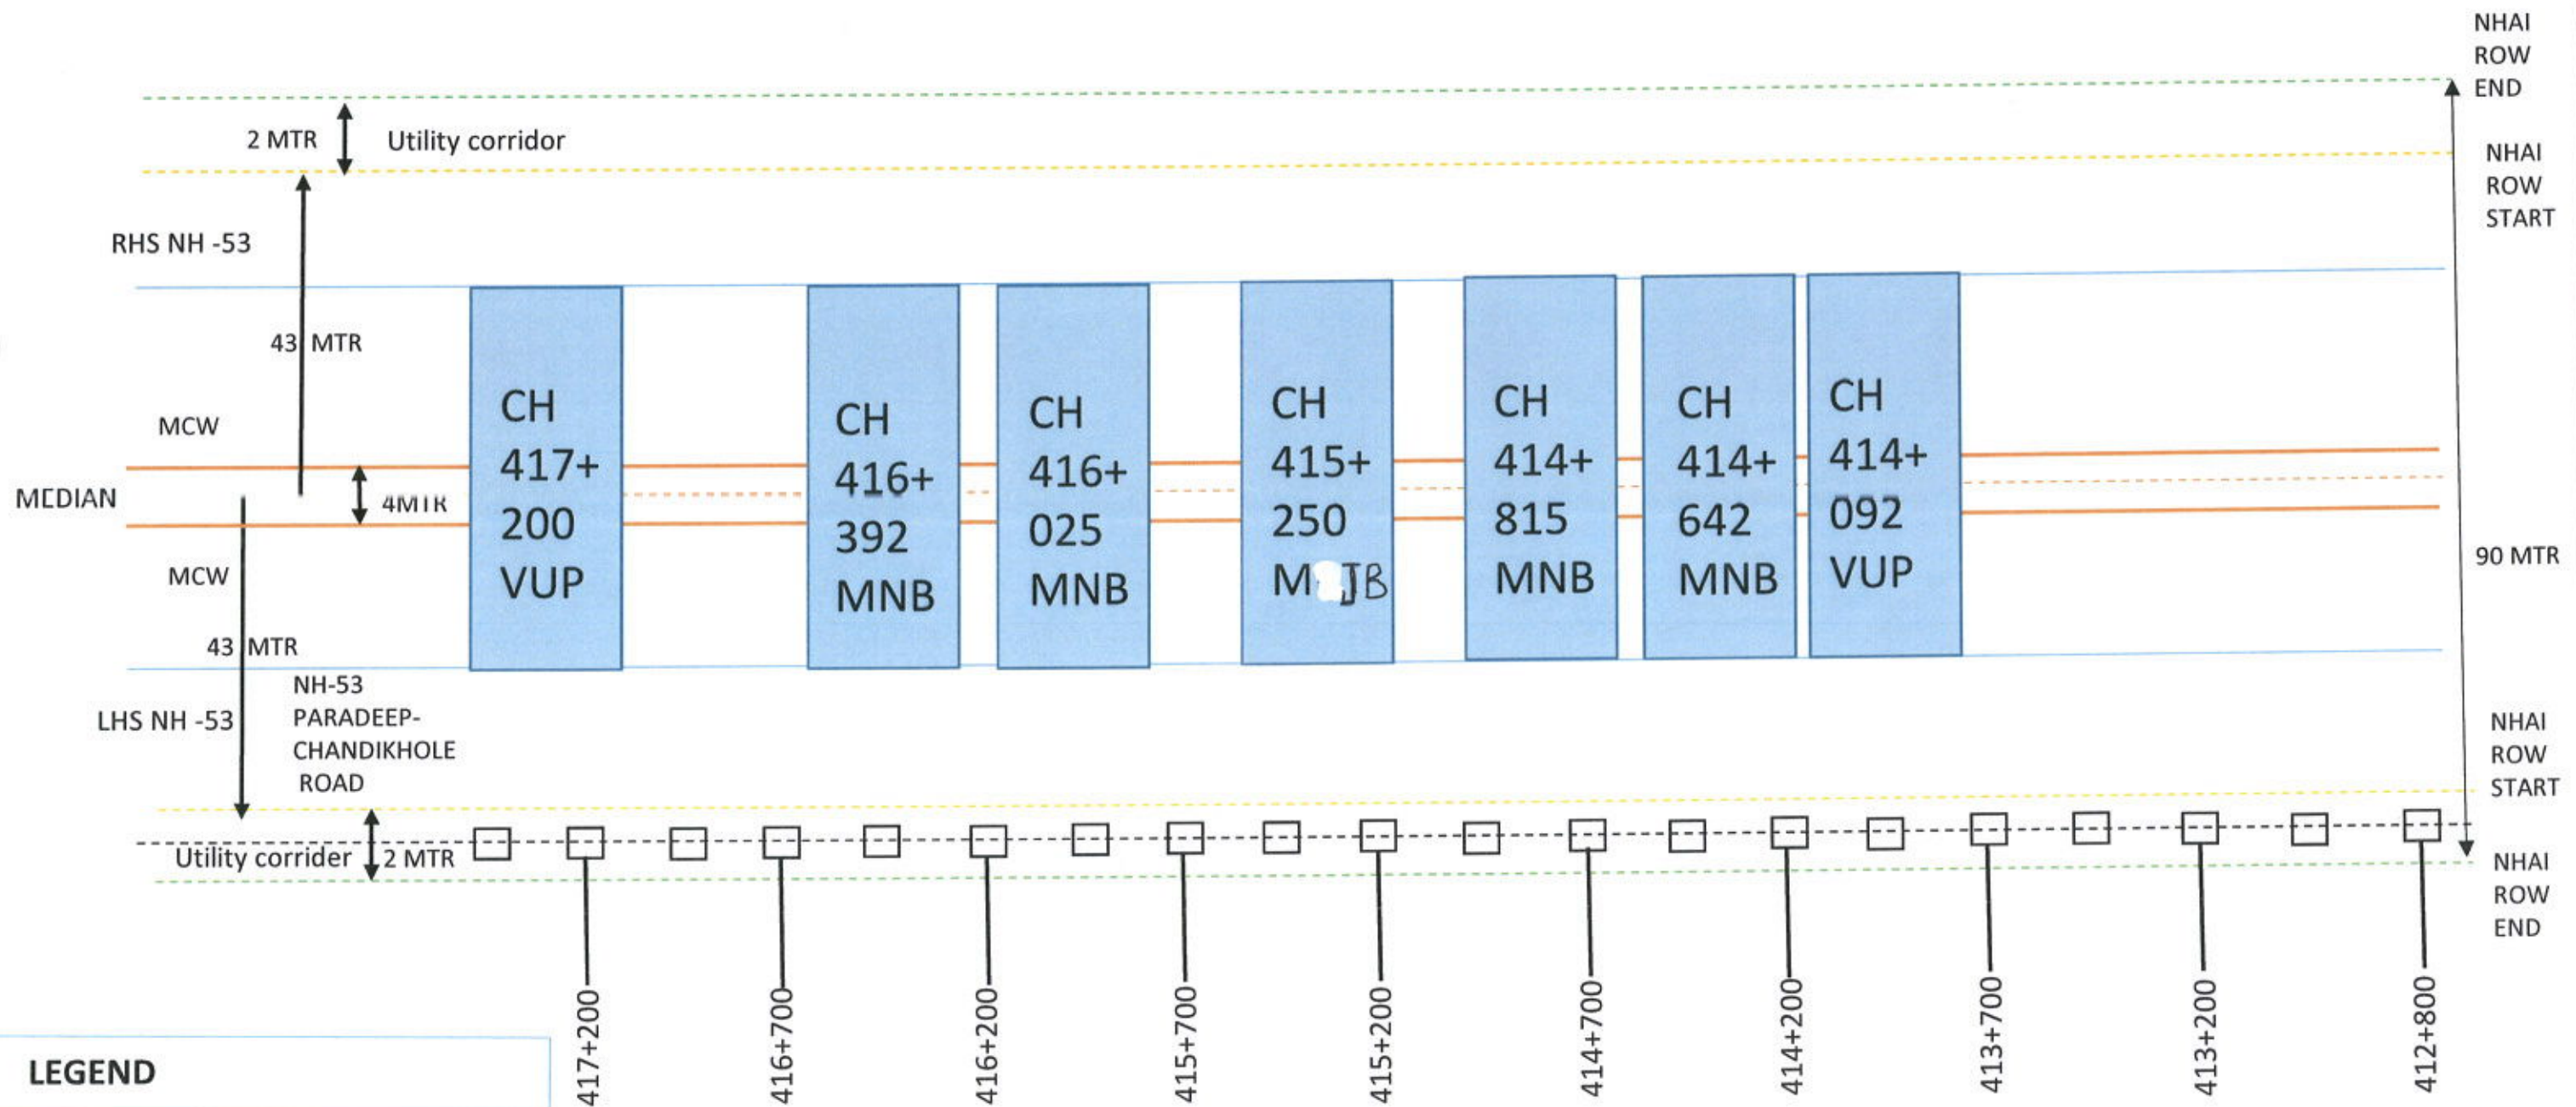 NHAI
ROW
END
2 MTR
Utility corridor
NHAI
ROW
START
RHS NH -53
43 MTR
MCW
MEDIAN
4MTR
MCW
43 MTR
LHS NH -53
NH-53
PARADEEP-
CHANDIKHOLE
ROAD
CH
417+
200
VUP
CH
416+
392
MNB
CH
416+
025
MNB
CH
415+
250
MJB
CH
414+
815
MNB
CH
414+
642
MNB
CH
414+
092
VUP
90 MTR
NHAI
ROW
START
Utility corrider
2 MTR
NHAI
ROW
END
417+200
416+700
416+200
415+700
415+200
414+700
414+200
413+700
413+200
412+800
LEGEND